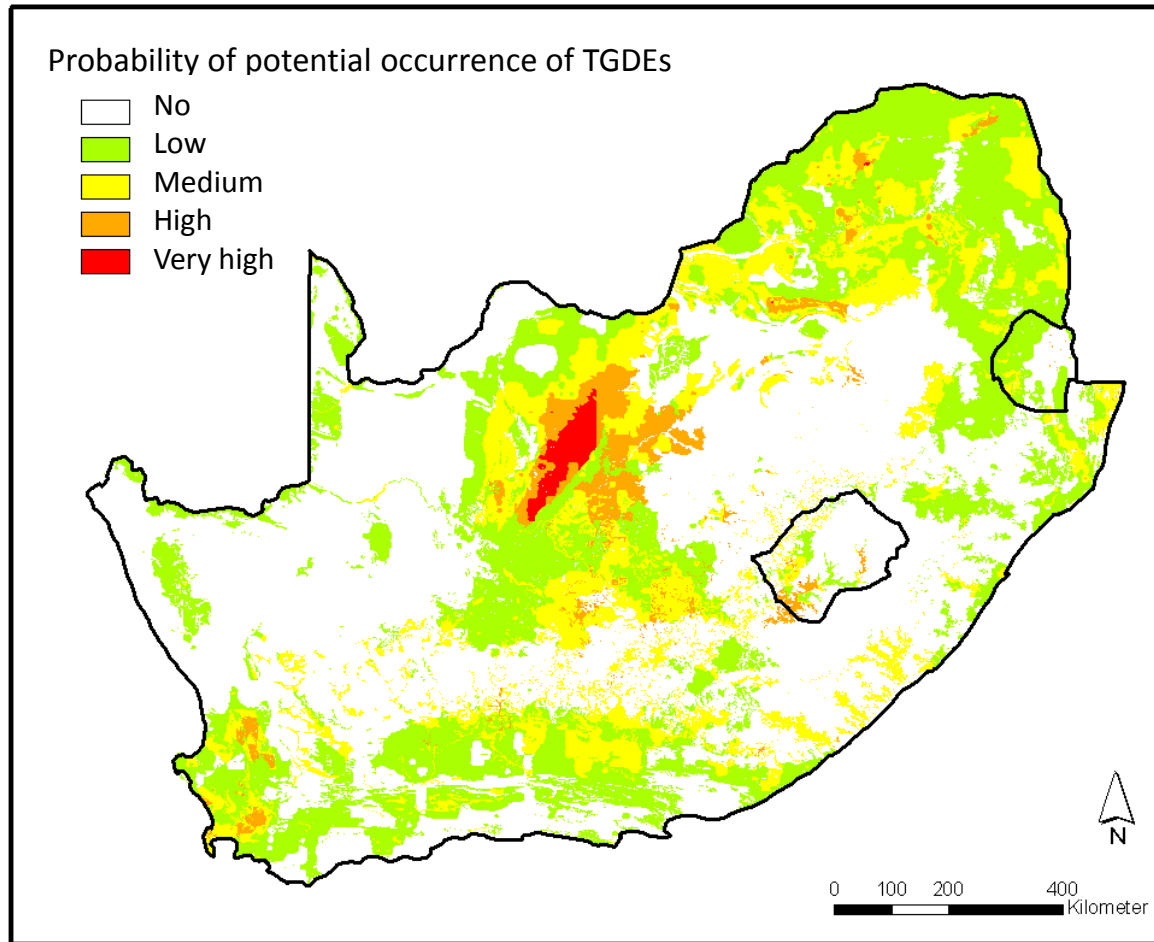 Probability of potential occurrence of TGDEs
No
Low
Medium
High
Very high
N
0 100 200 400
Kilometer